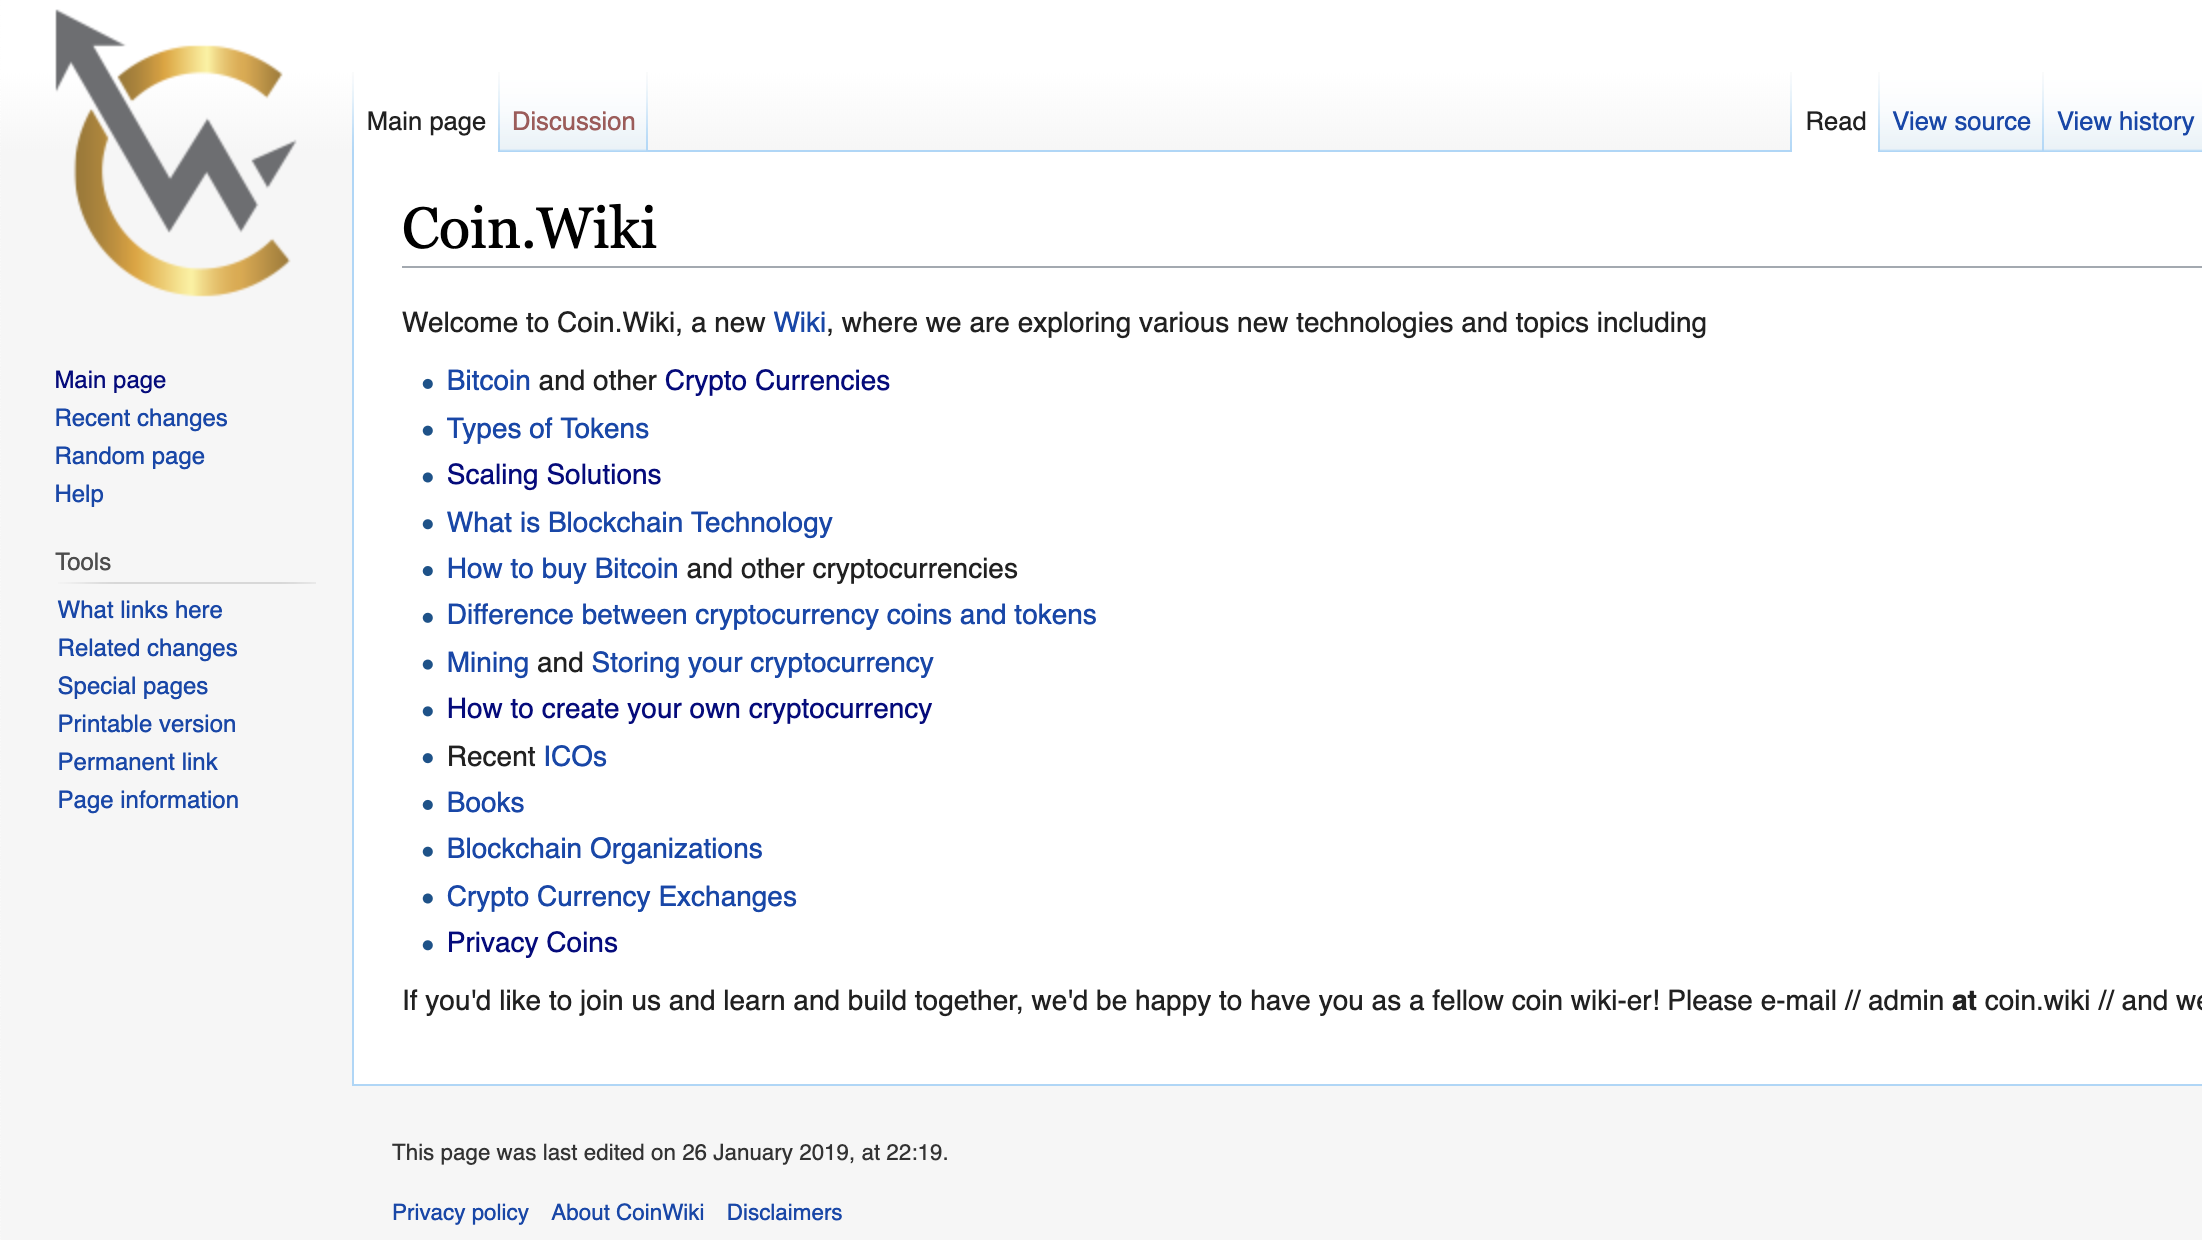 Main page
Discussion
Read
View source
View history
Coin.Wiki
Welcome to Coin.Wiki, a new Wiki, where we are exploring various new technologies and topics including
Bitcoin and other Crypto Currencies
Types of Tokens
Scaling Solutions
What is Blockchain Technology
How to buy Bitcoin and other cryptocurrencies
Difference between cryptocurrency coins and tokens
Mining and Storing your cryptocurrency
How to create your own cryptocurrency
Recent ICOs
Books
Blockchain Organizations
Crypto Currency Exchanges
Privacy Coins
If you'd like to join us and learn and build together, we'd be happy to have you as a fellow coin wiki-er! Please e-mail // admin at coin.wiki // and
Main page
Recent changes
Random page
Help
Tools
What links here
Related changes
Special pages
Printable version
Permanent link
Page information
This page was last edited on 26 January 2019, at 22:19.
Privacy policy
About CoinWiki
Disclaimers